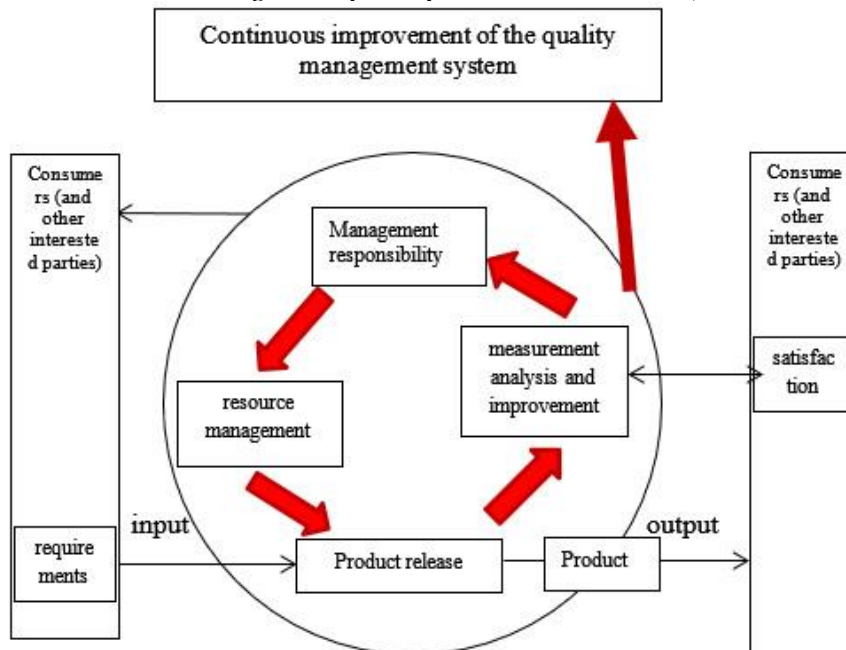 Continuous improvement of the quality
management system
Consume
rs (and
other
intereste
d parties)
Management
responsibility
Consume
rs (and
other
intereste
d parties)
measurement
analysis and
improvement
satisfac
tion
resource
management
input
output
require
ments
Product release
Product